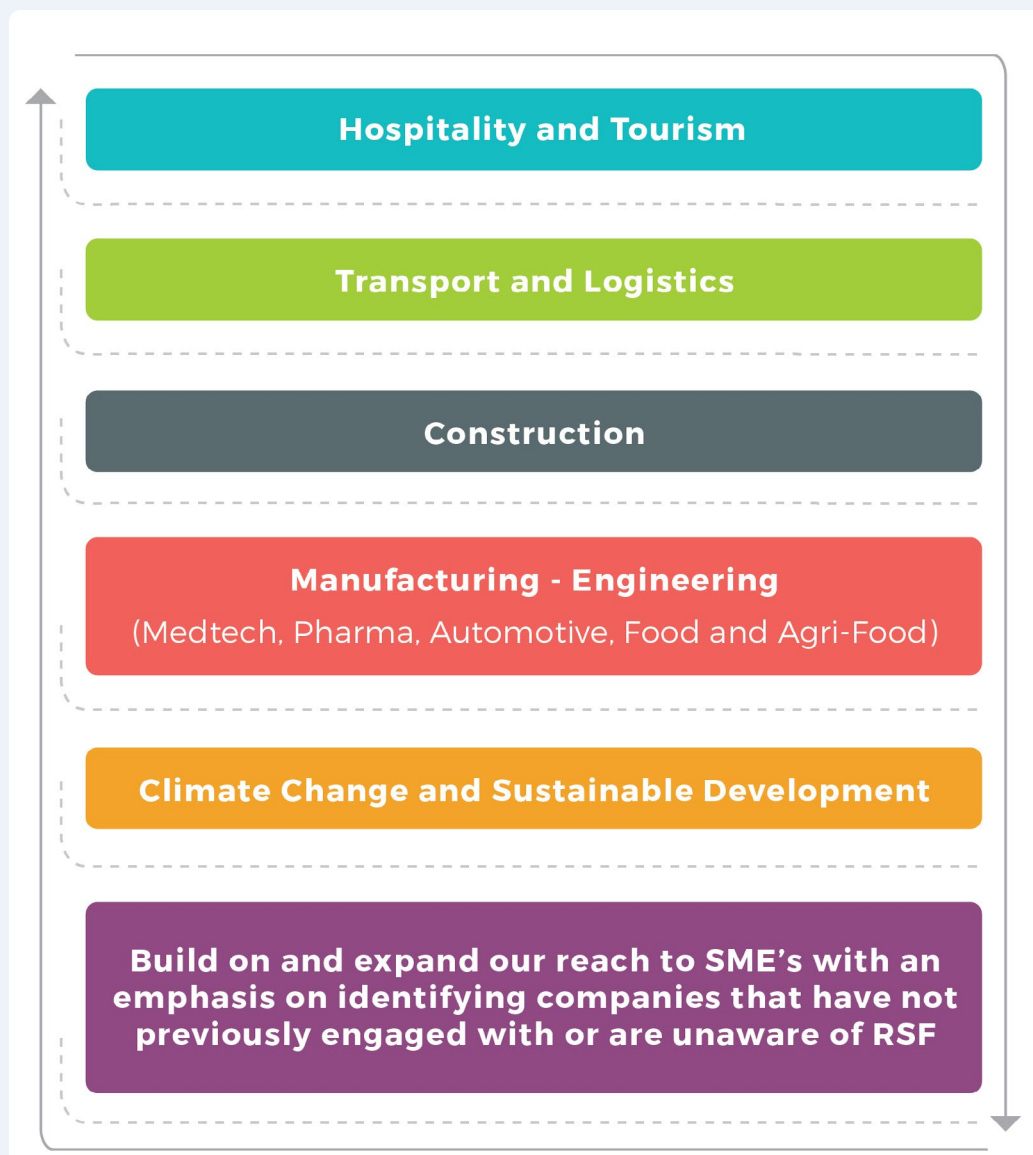 Hospitality and Tourism
Transport and Logistics
Construction
Manufacturing - Engineering
(Medtech, Pharma, Automotive, Food and Agri-Food)
Climate Change and Sustainable Development
Build on and expand our reach to SME’s with an
emphasis on identifying companies that have not
previously engaged with or are unaware of RSF